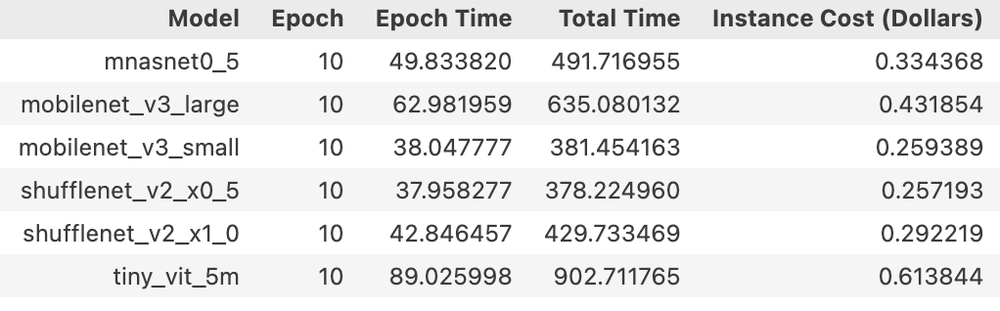 Model Epoch Epoch Time Total Time Instance Cost (Dollars)
mnasnet0_5 10 49.833820 491.716955 0.334368
mobilenet_v3_large 10 62.981959 635.080132 0.431854
mobilenet_v3_small 10 38.047777 381.454163 0.259389
shufflenet_v2_x0_5 10 37.958277 378.224960 0.257193
shufflenet_v2_x1_0 10 42.846457 429.733469 0.292219
tiny_vit_5m 10 89.025998 902.711765 0.613844